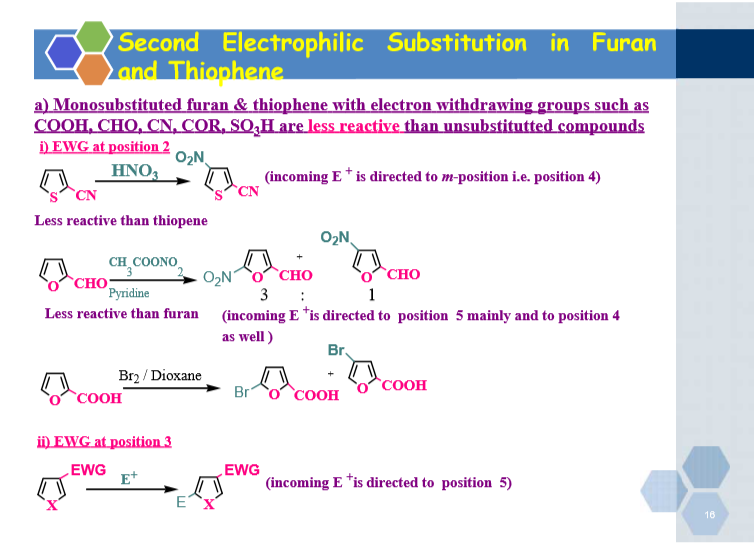 Second Electrophilic Substitution in Furan
and Thiophene
a) Monosubstituted furan & thiophene with electron withdrawing groups such as
COOH, CHO, CN, COR, SO3H are less reactive than unsubstitutted compounds
i) EWG at position 2
O2N
HNO3
S CN
S CN
(incoming E + is directed to m-position i.e. position 4)
Less reactive than thiopene
O2N
CH3COONO2
+
O CHO
O2N O CHO
O CHO
Pyridine
3 : 1
Less reactive than furan
(incoming E +is directed to position 5 mainly and to position 4
as well )
Br
Br2 / Dioxane
+
O COOH
Br O COOH
O COOH
ii) EWG at position 3
EWG
E+
EWG
X
E X
(incoming E +is directed to position 5)
16